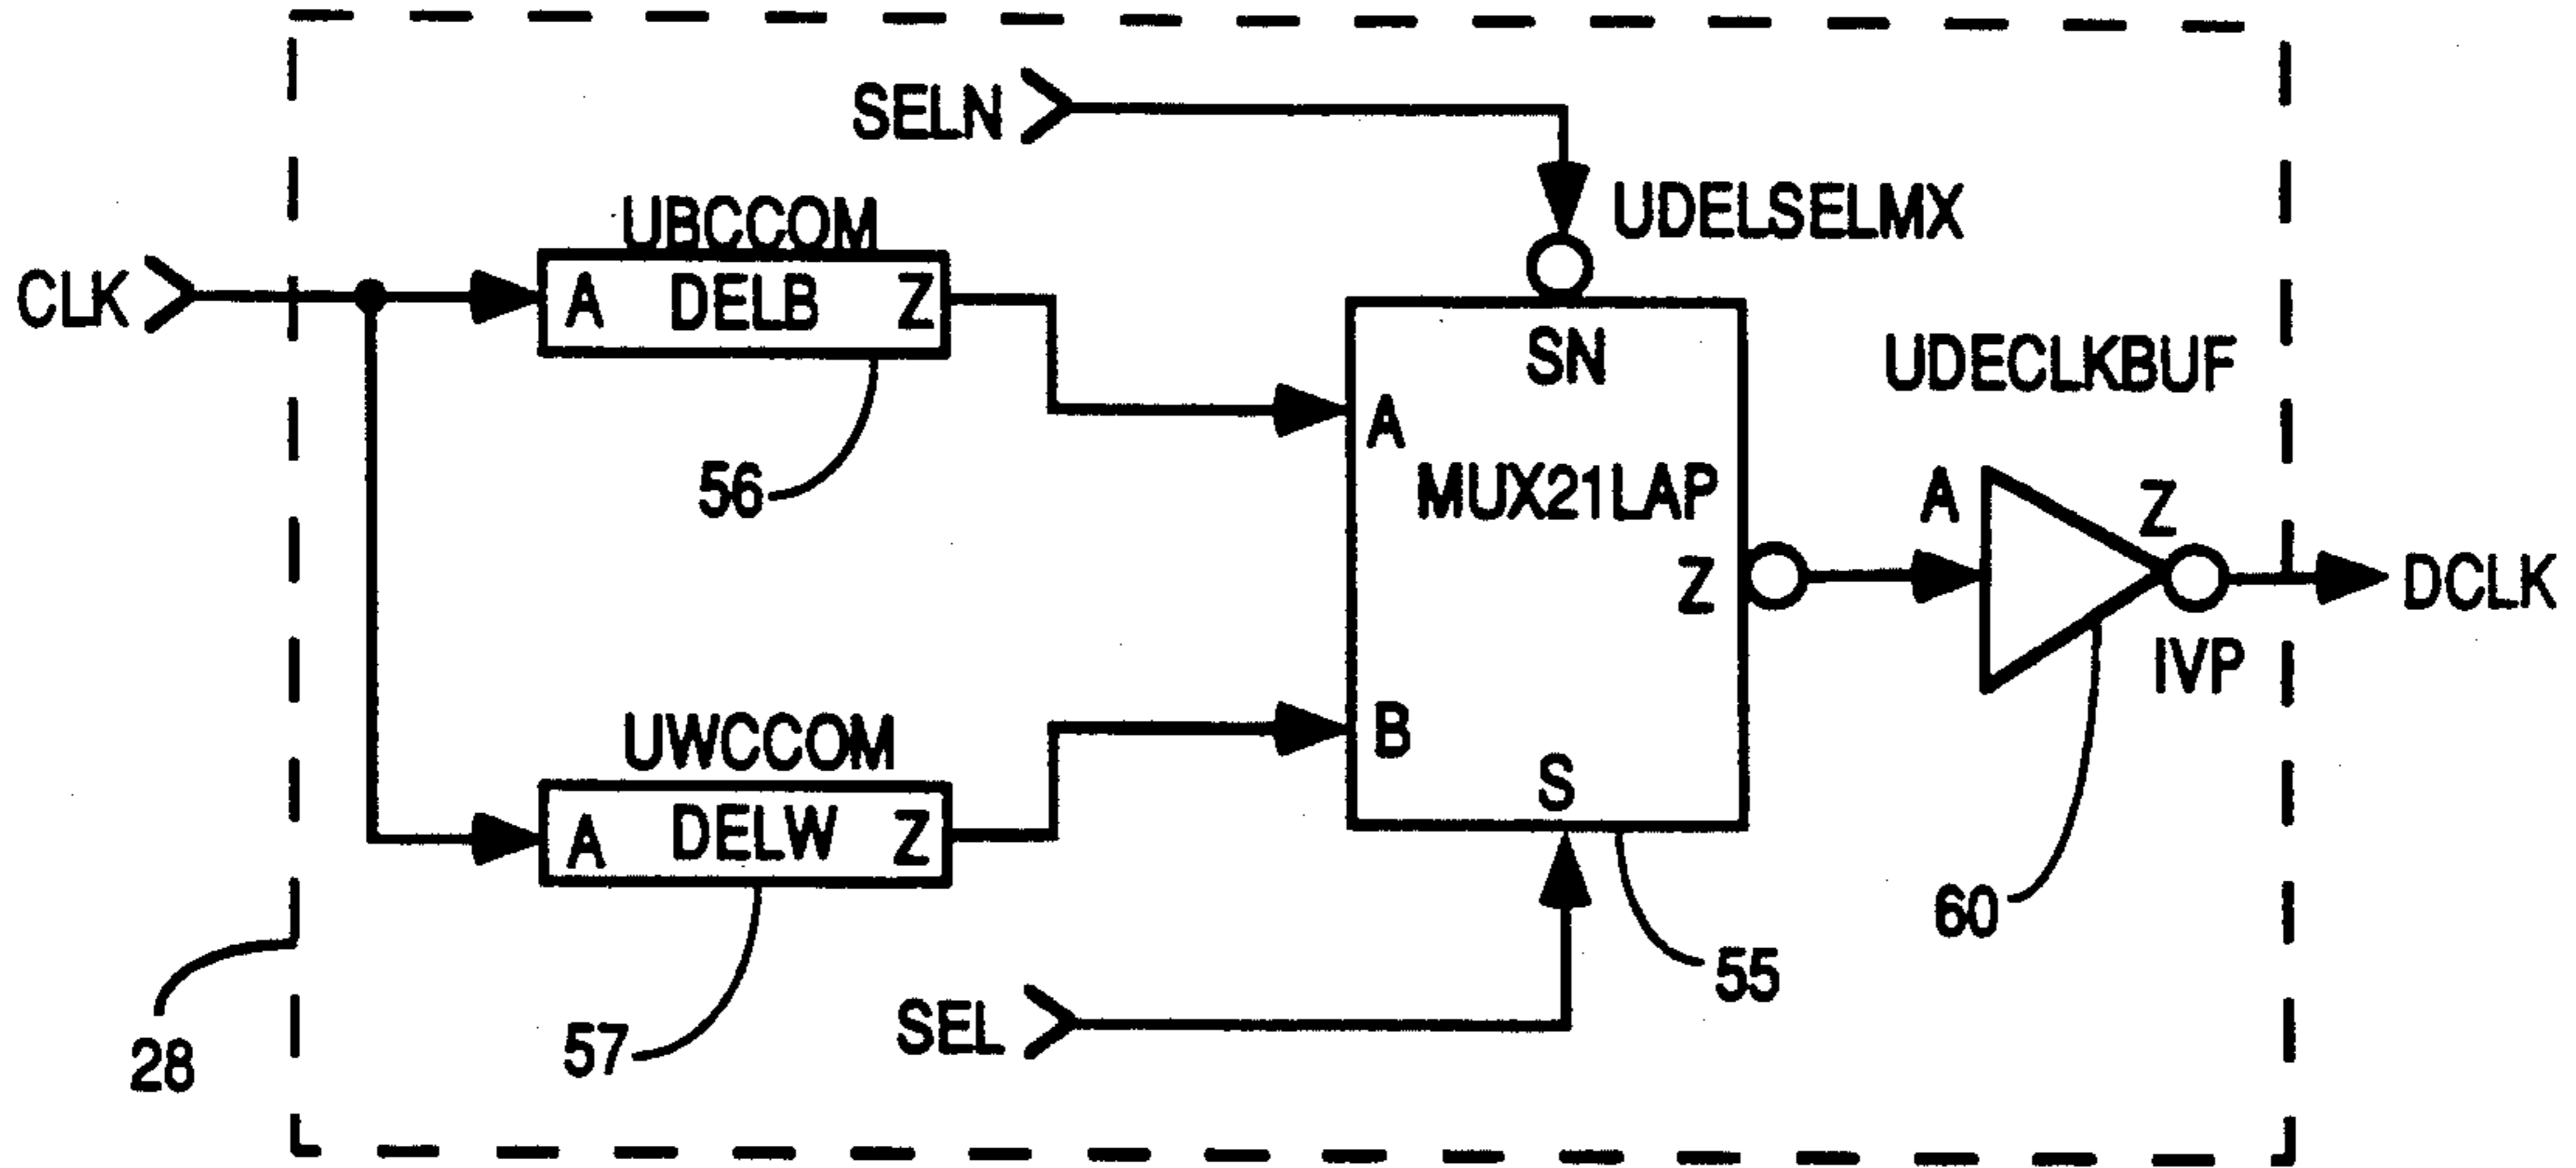 SELN
UBCCOM
UDELSELMX
CLK
A DELB Z
SN
UDECLKBUF
A
MUX21LAP
56
A
Z
Z
DCLK
IVP
B
UWCCOM
S
A DELW Z
60
55
SEL
57
28